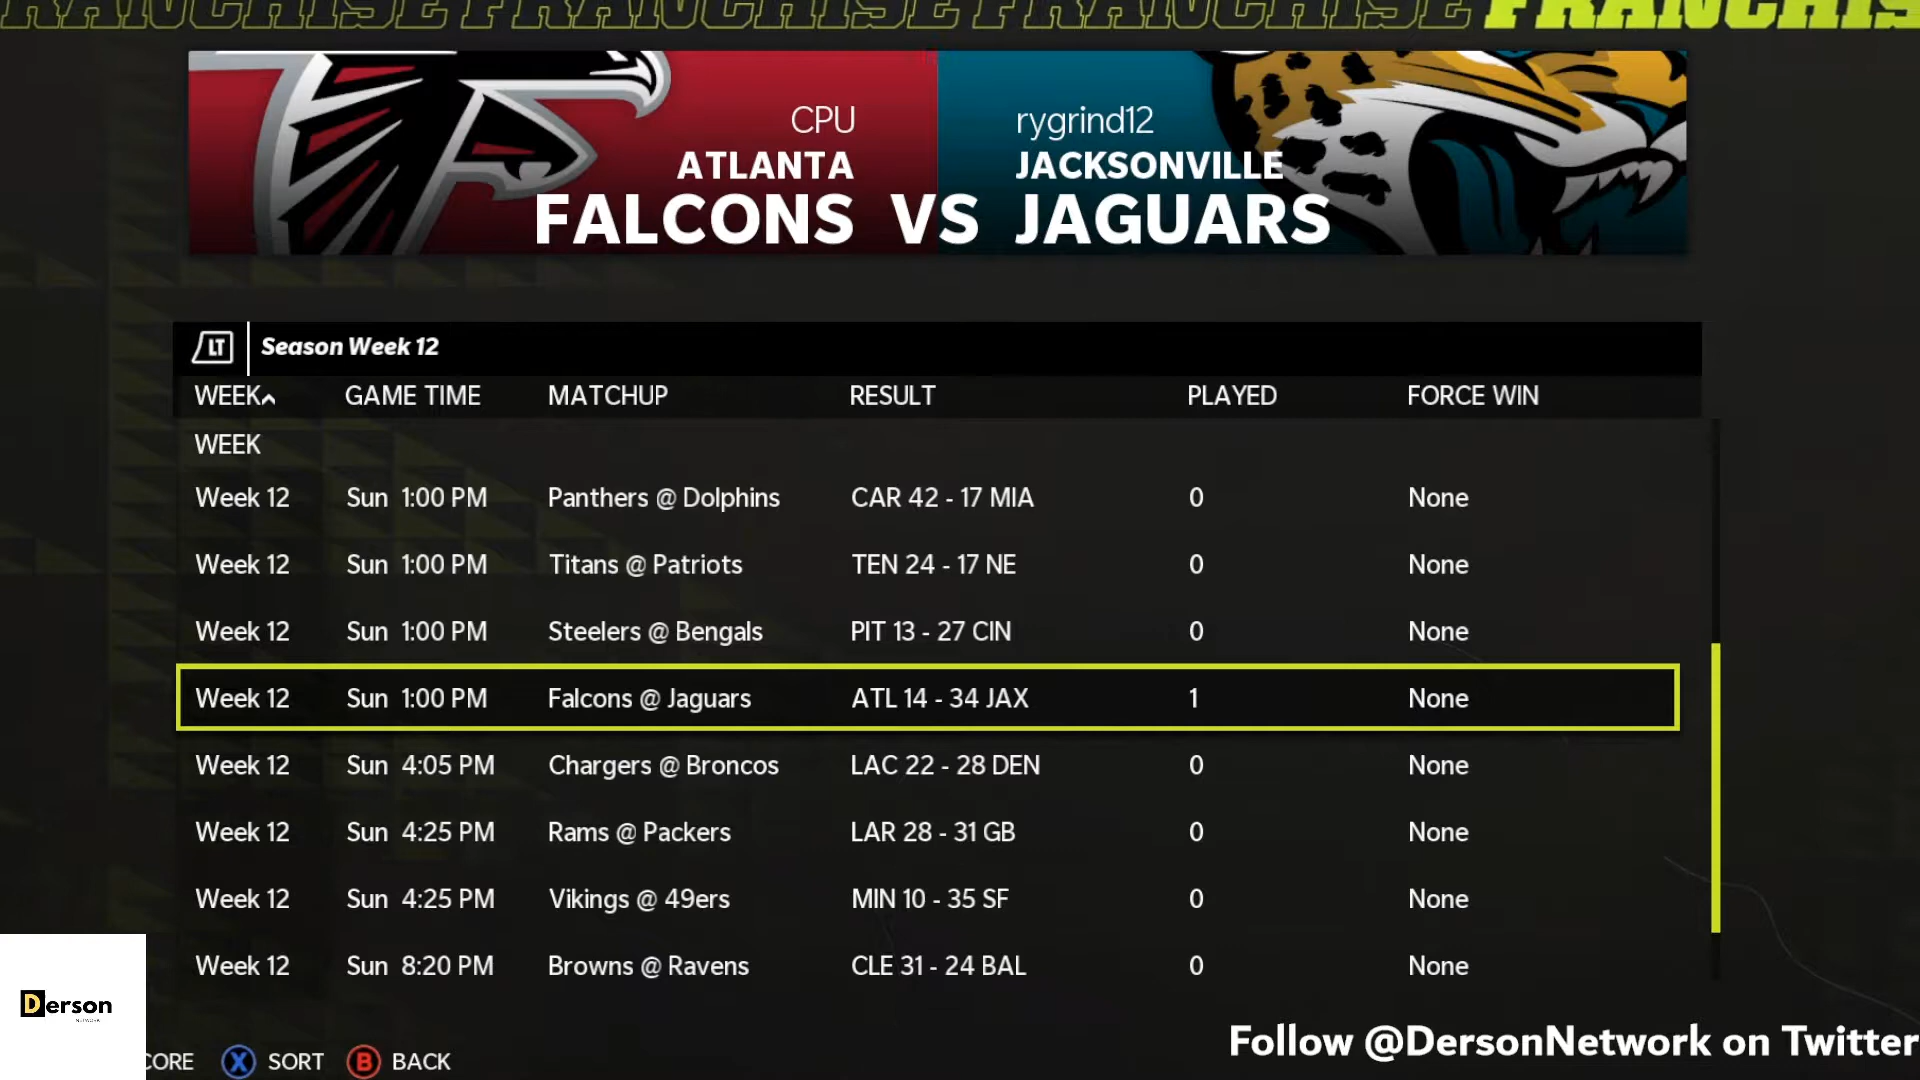 FRANCHISE FRANCHISE FRANCHISE FRANCHIS
CPU
ATLANTA
FALCONS
VS
rygrind12
JACKSONVILLE
JAGUARS
LT Season Week 12
WEEK GAME TIME MATCHUP RESULT PLAYED FORCE WIN
WEEK
Week 12 Sun 1:00 PM Panthers @ Dolphins CAR 42 - 17 MIA 0 None
Week 12 Sun 1:00 PM Titans @ Patriots TEN 24 - 17 NE 0 None
Week 12 Sun 1:00 PM Steelers @ Bengals PIT 13 - 27 CIN 0 None
Week 12 Sun 1:00 PM Falcons @ Jaguars ATL 14 - 34 JAX 1 None
Week 12 Sun 4:05 PM Chargers @ Broncos LAC 22 - 28 DEN 0 None
Week 12 Sun 4:25 PM Rams @ Packers LAR 28 - 31 GB 0 None
Week 12 Sun 4:25 PM Vikings @ 49ers MIN 10 - 35 SF 0 None
Week 12 Sun 8:20 PM Browns @ Ravens CLE 31 - 24 BAL 0 None
Derson
NETWORK
CORE X SORT B BACK
Follow @DersonNetwork on Twitter